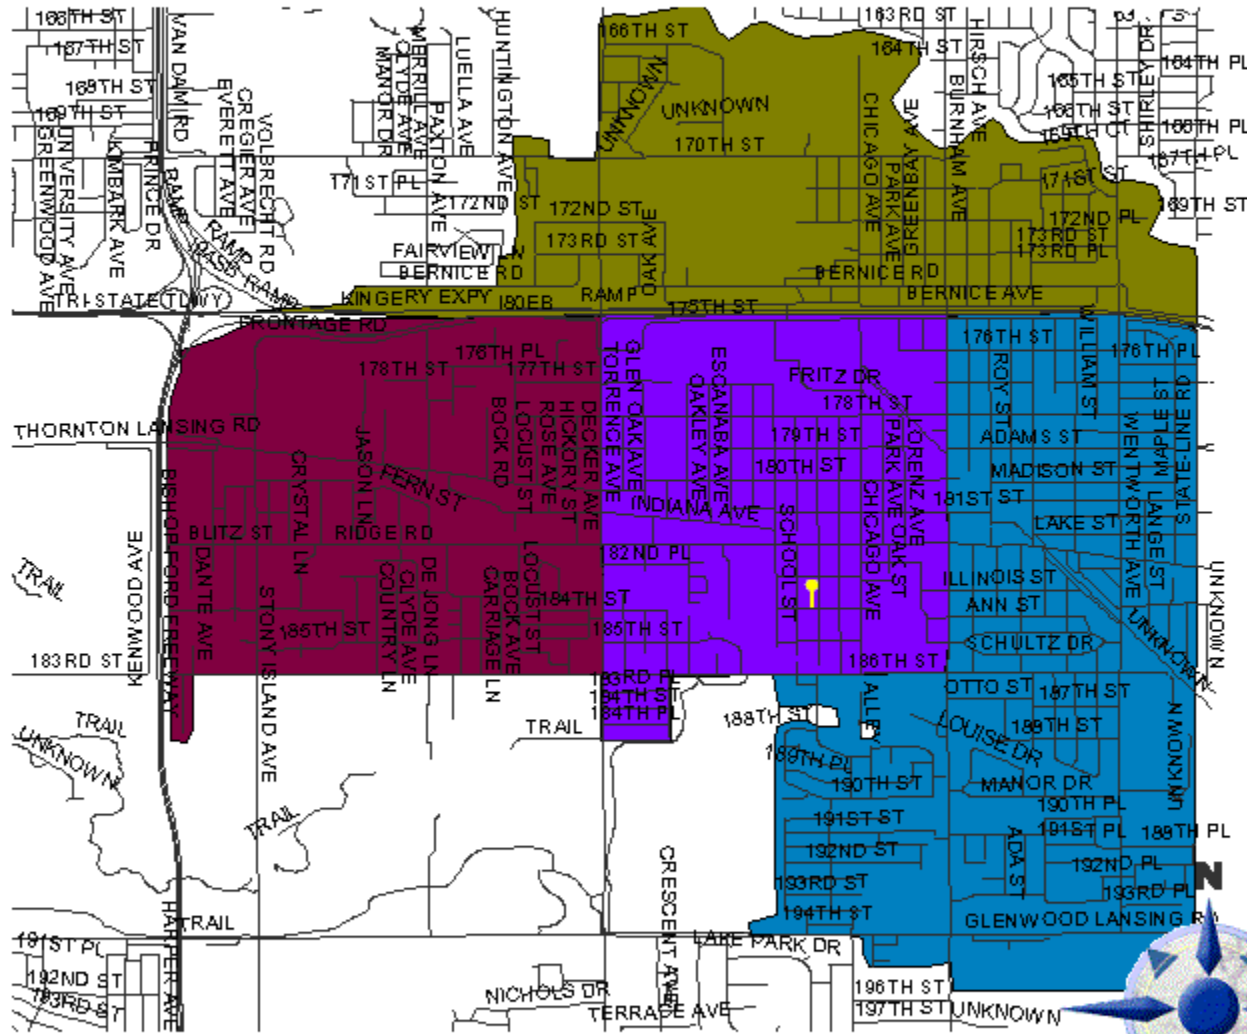 166TH ST
167TH ST
169TH ST
169TH ST
UNIVERSITY AVE
GREENWOOD AVE
KIMBARK AVE
PRINCE DR
VAN DAM RD
EVERETT AVE
CREGIER AVE
VOLBRECHT RD
RAMP
RAMP
RAMP
MANOR DR
CLYDE AVE
MERRILL AVE
PAXTON AVE
LUELLA AVE
HUNTINGTON AVE
171ST PL
172ND ST
FAIRVIEW LN
BERNICE RD
TRI-STATE TLWY
KINGERY EXPY
I80EB
RAMP
166TH ST
UNKNOWN
UNKNOWN
170TH ST
172ND ST
173RD ST
OAK AVE
175TH ST
163RD ST
164TH ST
CHICAGO AVE
PARK AVE
GREENBAY AVE
BURNHAM AVE
HIRSCH AVE
BERNICE RD
BERNICE AVE
SHIRLEY DR
164TH PL
165TH ST
166TH ST
166TH PL
169TH CT
167TH PL
171ST ST
169TH ST
172ND PL
173RD ST
173RD PL
FRONTAGE RD
176TH PL
178TH ST
177TH ST
THORNTON LANSING RD
JASON LN
CRYSTAL LN
FERN ST
BOCK RD
LOCUST ST
ROSE AVE
HICKORY ST
DECKER AVE
BLITZ ST
RIDGE RD
BISHOP FORD FREEWAY
KENWOOD AVE
DANTE AVE
STONY ISLAND AVE
185TH ST
COUNTRY LN
CLYDE AVE
DE JONG LN
CARRIAGE LN
BOCK AVE
LOCUST ST
184TH ST
TORRENCE AVE
GLEN OAK AVE
OAKLEY AVE
ESCANABA AVE
FRITZ DR
178TH ST
179TH ST
180TH ST
INDIANA AVE
SCHOOL ST
CHICAGO AVE
PARK AVE
LORENZ AVE
OAK ST
182ND PL
185TH ST
186TH ST
183RD PL
184TH ST
184TH PL
176TH ST
WILLIAM ST
176TH PL
ROY ST
ADAMS ST
MADISON ST
181ST ST
LAKE ST
WENTWORTH AVE
MAPLE ST
LANGE ST
STATELINE RD
ILLINOIS ST
ANN ST
SCHULTZ DR
UNKNOWN
UNKNOWN
TRAIL
183RD ST
TRAIL
UNKNOWN
TRAIL
TRAIL
188TH ST
ALLEY
OTTO ST
187TH ST
188TH ST
LOUISE DR
UNKNOWN
189TH PL
190TH ST
MANOR DR
190TH PL
191ST ST
191ST PL
188TH PL
192ND ST
ADA ST
192ND PL
193RD ST
193RD PL
194TH ST
GLENWOOD LANSING RD
N
TRAIL
HARPER AVE
CRESCENT AVE
LAKE PARK DR
191ST PL
192ND ST
193RD ST
NICHOLS DR
TERRACE AVE
196TH ST
197TH ST
UNKNOWN